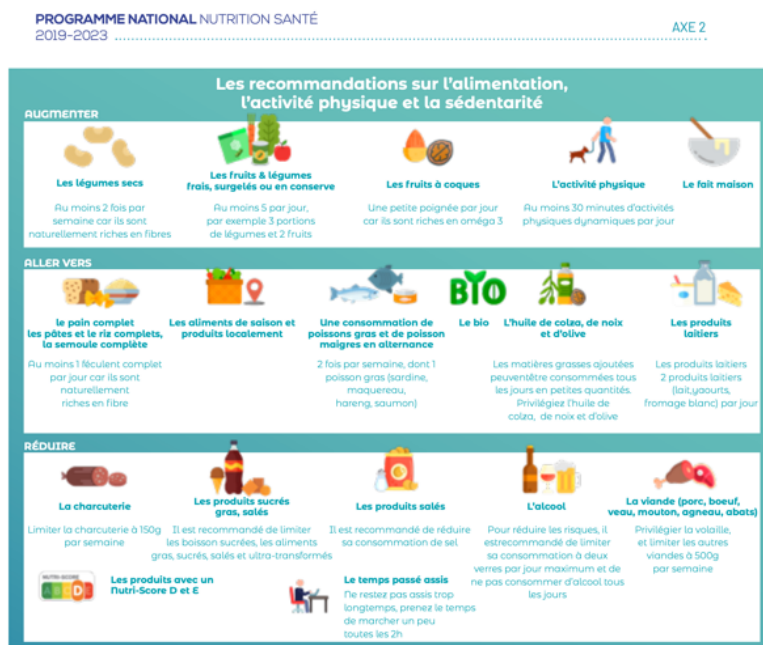 PROGRAMME NATIONAL NUTRITION SANTÉ
2019-2023
AXE 2
Les recommandations sur l'alimentation,
l'activité physique et la sédentarité
AUGMENTER
Les légumes secs
Au moins 2 fois par
semaine car ils sont
naturellement riches en fibres
Les fruits & légumes
frais, surgelés ou en conserve
Au moins 5 par jour,
par exemple 3 portions
de légumes et 2 fruits
Les fruits à coques
Une petite poignée par jour
car ils sont riches en oméga 3
L'activité physique
Au moins 30 minutes d'activités
physiques dynamiques par jour
Le fait maison
ALLER VERS
le pain complet
les pâtes et le riz complets,
la semoule complète
Au moins 1 féculent complet
par jour car ils sont
naturellement
riches en fibre
Les aliments de saison et
produits localement
Une consommation de
poissons gras et de poisson
maigres en alternance
2 fois par semaine, dont 1
poisson gras (sardine,
maquereau,
hareng, saumon)
BIO
Le bio
L'huile de colza, de noix
et d'olive
Les matières grasses ajoutées
peuventêtre consommées tous
les jours en petites quantités.
Privilégiez l'huile de
colza, de noix et d'olive
Les produits
laitiers
Les produits laitiers
2 produits laitiers
(lait,yaourts,
fromage blanc) par jour
RÉDUIRE
La charcuterie
Limiter la charcuterie à 150g
par semaine
Les produits sucrés
gras, salés
Il est recommandé de limiter
les boisson sucrées, les aliments
gras, sucrés, salés et ultra-transformés
Les produits salés
Il est recommandé de réduire
sa consommation de sel
L'alcool
Pour réduire les risques, il
estrecommandé de limiter
sa consommation à deux
verres par jour maximum et de
ne pas consommer d'alcool tous
les jours
La viande (porc, boeuf,
veau, mouton, agneau, abats)
Privilégier la volaille,
et limiter les autres
viandes à 500g
par semaine
NUTRI-SCORE
A B C D E
Les produits avec un
Nutri-Score D et E
Le temps passé assis
Ne restez pas assis trop
longtemps, prenez le temps
de marcher un peu
toutes les 2h